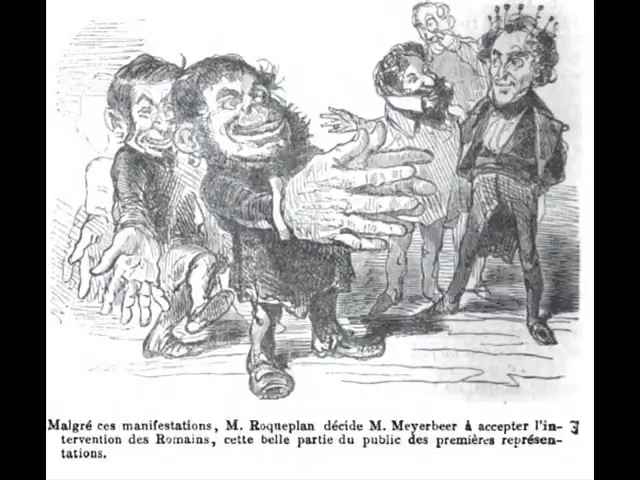 Malgré ces manifestations, M. Roqueplan décide M. Meyerbeer à accepter l'in-
tervention des Romains, cette belle partie du public des premières représen-
tations.